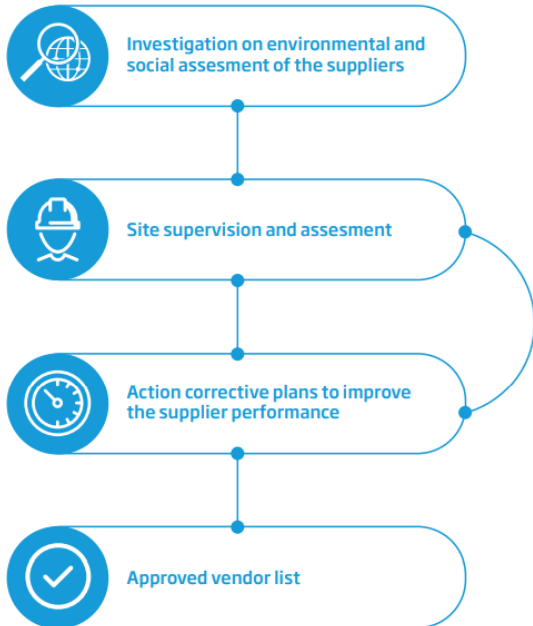 Investigation on environmental and
social assesment of the suppliers
Site supervision and assesment
Action corrective plans to improve
the supplier performance
Approved vendor list